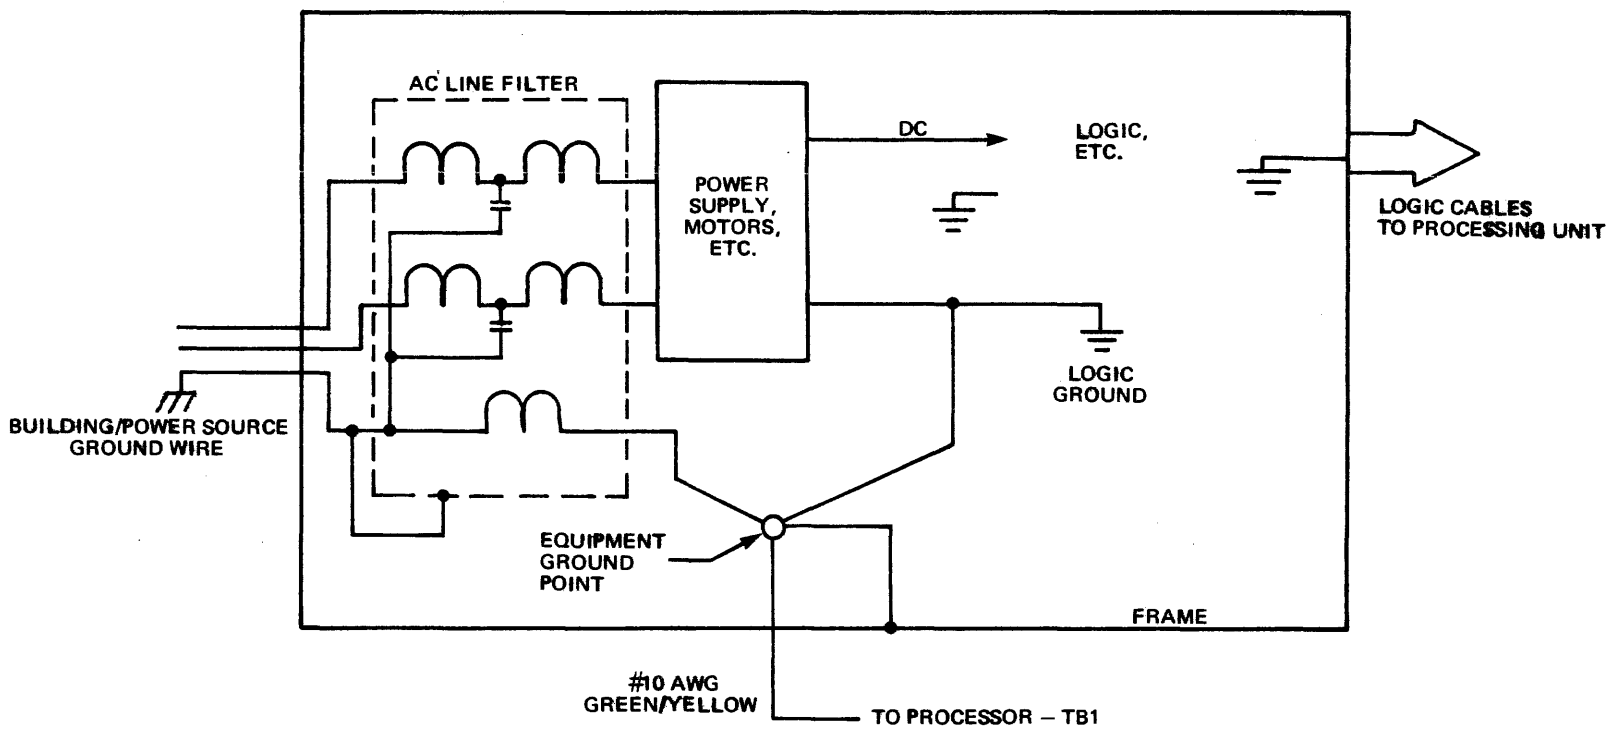 AC LINE FILTER
DC
LOGIC,
ETC.
POWER
SUPPLY,
MOTORS,
ETC.
LOGIC CABLES
TO PROCESSING UNIT
LOGIC
GROUND
BUILDING/POWER SOURCE
GROUND WIRE
EQUIPMENT
GROUND
POINT
FRAME
#10 AWG
GREEN/YELLOW
TO PROCESSOR – TB1